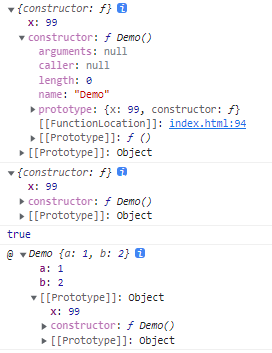 ▼{constructor: ƒ} i
x: 99
▼constructor: ƒ Demo()
arguments: null
caller: null
length: 0
name: "Demo"
▶prototype: {x: 99, constructor: ƒ}
[[FunctionLocation]]: index.html:94
▶[[Prototype]]: ƒ ()
▶[[Prototype]]: Object
▼{constructor: ƒ} i
x: 99
▶constructor: ƒ Demo()
▶[[Prototype]]: Object
true
@ ▼Demo {a: 1, b: 2} i
a: 1
b: 2
▼[[Prototype]]: Object
x: 99
▶constructor: ƒ Demo()
▶[[Prototype]]: Object